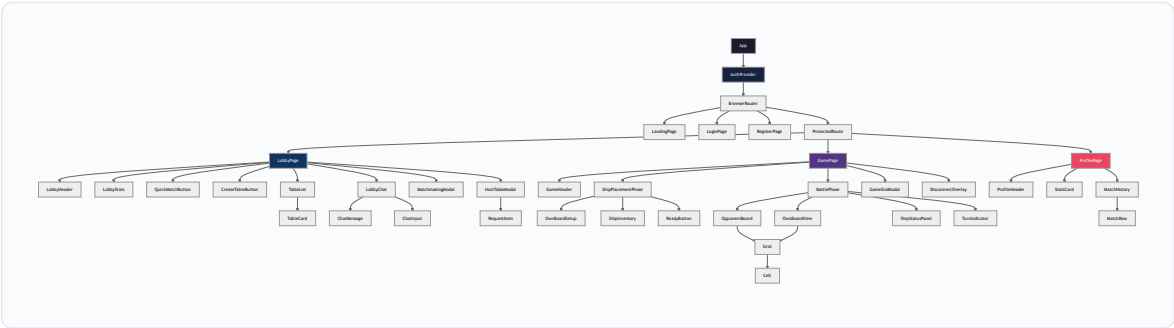 App
AuthProvider
BrowserRouter
LandingPage
LoginPage
RegisterPage
ProtectedRoute
LobbyPage
GamePage
ProfilePage
LobbyHeader
LobbyStats
QuickMatchButton
CreateTableButton
TableList
LobbyChat
MatchmakingModal
HostTableModal
GameHeader
ShipPlacementPhase
BattlePhase
GameEndModal
DisconnectOverlay
ProfileHeader
StatsCard
MatchHistory
TableCard
ChatMessage
ChatInput
RequestItem
OwnBoardSetup
ShipInventory
ReadyButton
OpponentBoard
OwnBoardView
ShipStatusPanel
TurnIndicator
MatchRow
Grid
Cell